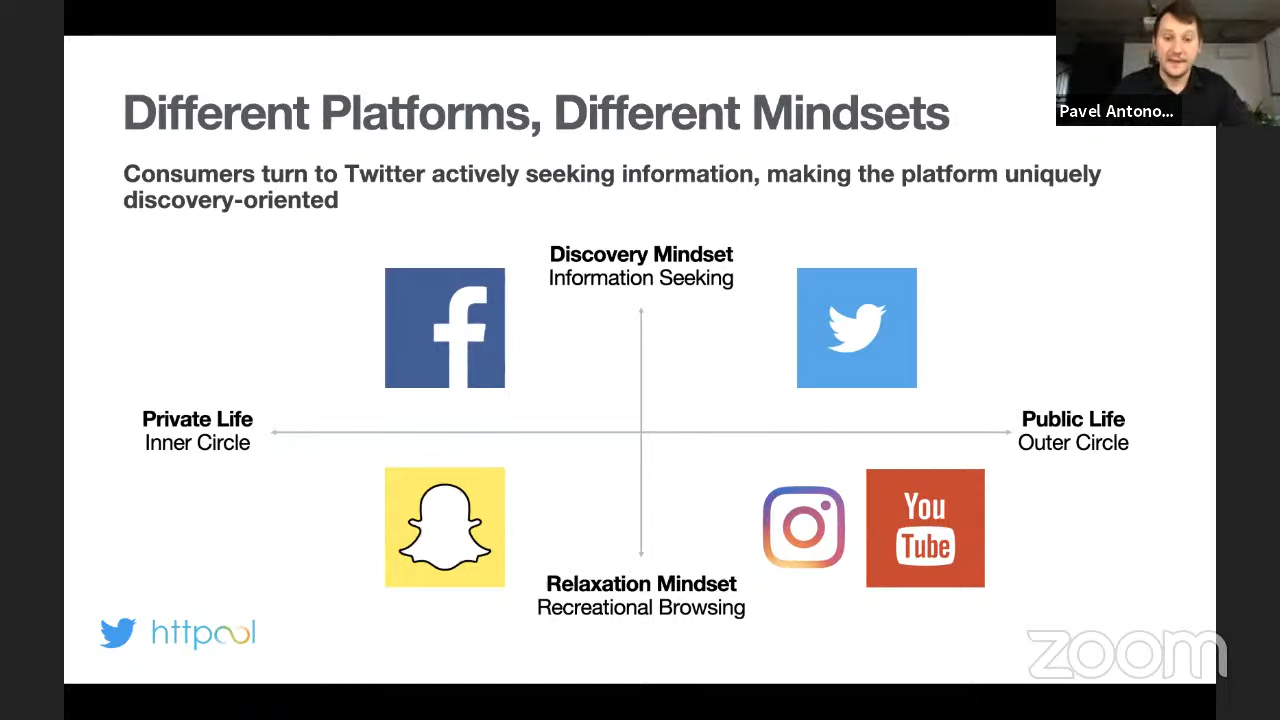 Different Platforms, Different Mindsets
Pavel Antono...
Consumers turn to Twitter actively seeking information, making the platform uniquely
discovery-oriented
Discovery Mindset
Information Seeking
Private Life
Inner Circle
Public Life
Outer Circle
You
Tube
Relaxation Mindset
Recreational Browsing
httpool
zoom